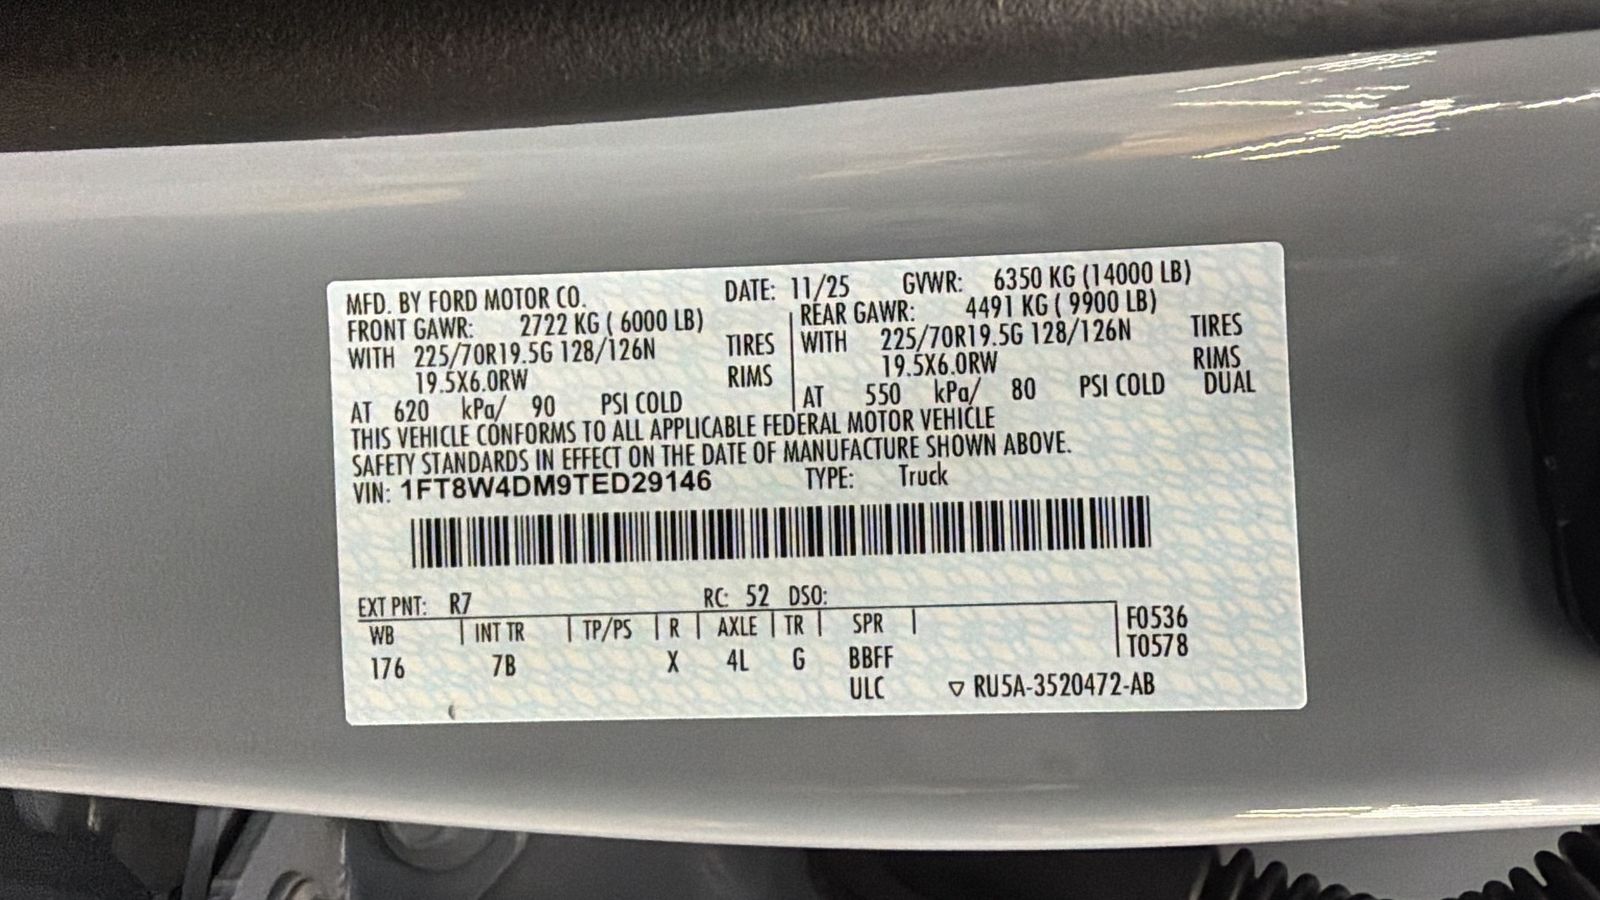 MFD. BY FORD MOTOR CO. DATE: 11/25 GVWR: 6350 KG (14000 LB)
FRONT GAWR: 2722 KG ( 6000 LB) REAR GAWR: 4491 KG ( 9900 LB)
WITH 225/70R19.5G 128/126N TIRES WITH 225/70R19.5G 128/126N TIRES
19.5X6.0RW RIMS 19.5X6.0RW RIMS
AT 620 kPa/ 90 PSI COLD AT 550 kPa/ 80 PSI COLD DUAL
THIS VEHICLE CONFORMS TO ALL APPLICABLE FEDERAL MOTOR VEHICLE
SAFETY STANDARDS IN EFFECT ON THE DATE OF MANUFACTURE SHOWN ABOVE.
VIN: 1FT8W4DM9TED29146 TYPE: Truck
EXT PNT: R7 RC: 52 DSO:
WB INT TR TP/PS R AXLE TR SPR F0536
176 7B X 4L G BBFF T0578
ULC ▽ RU5A-3520472-AB